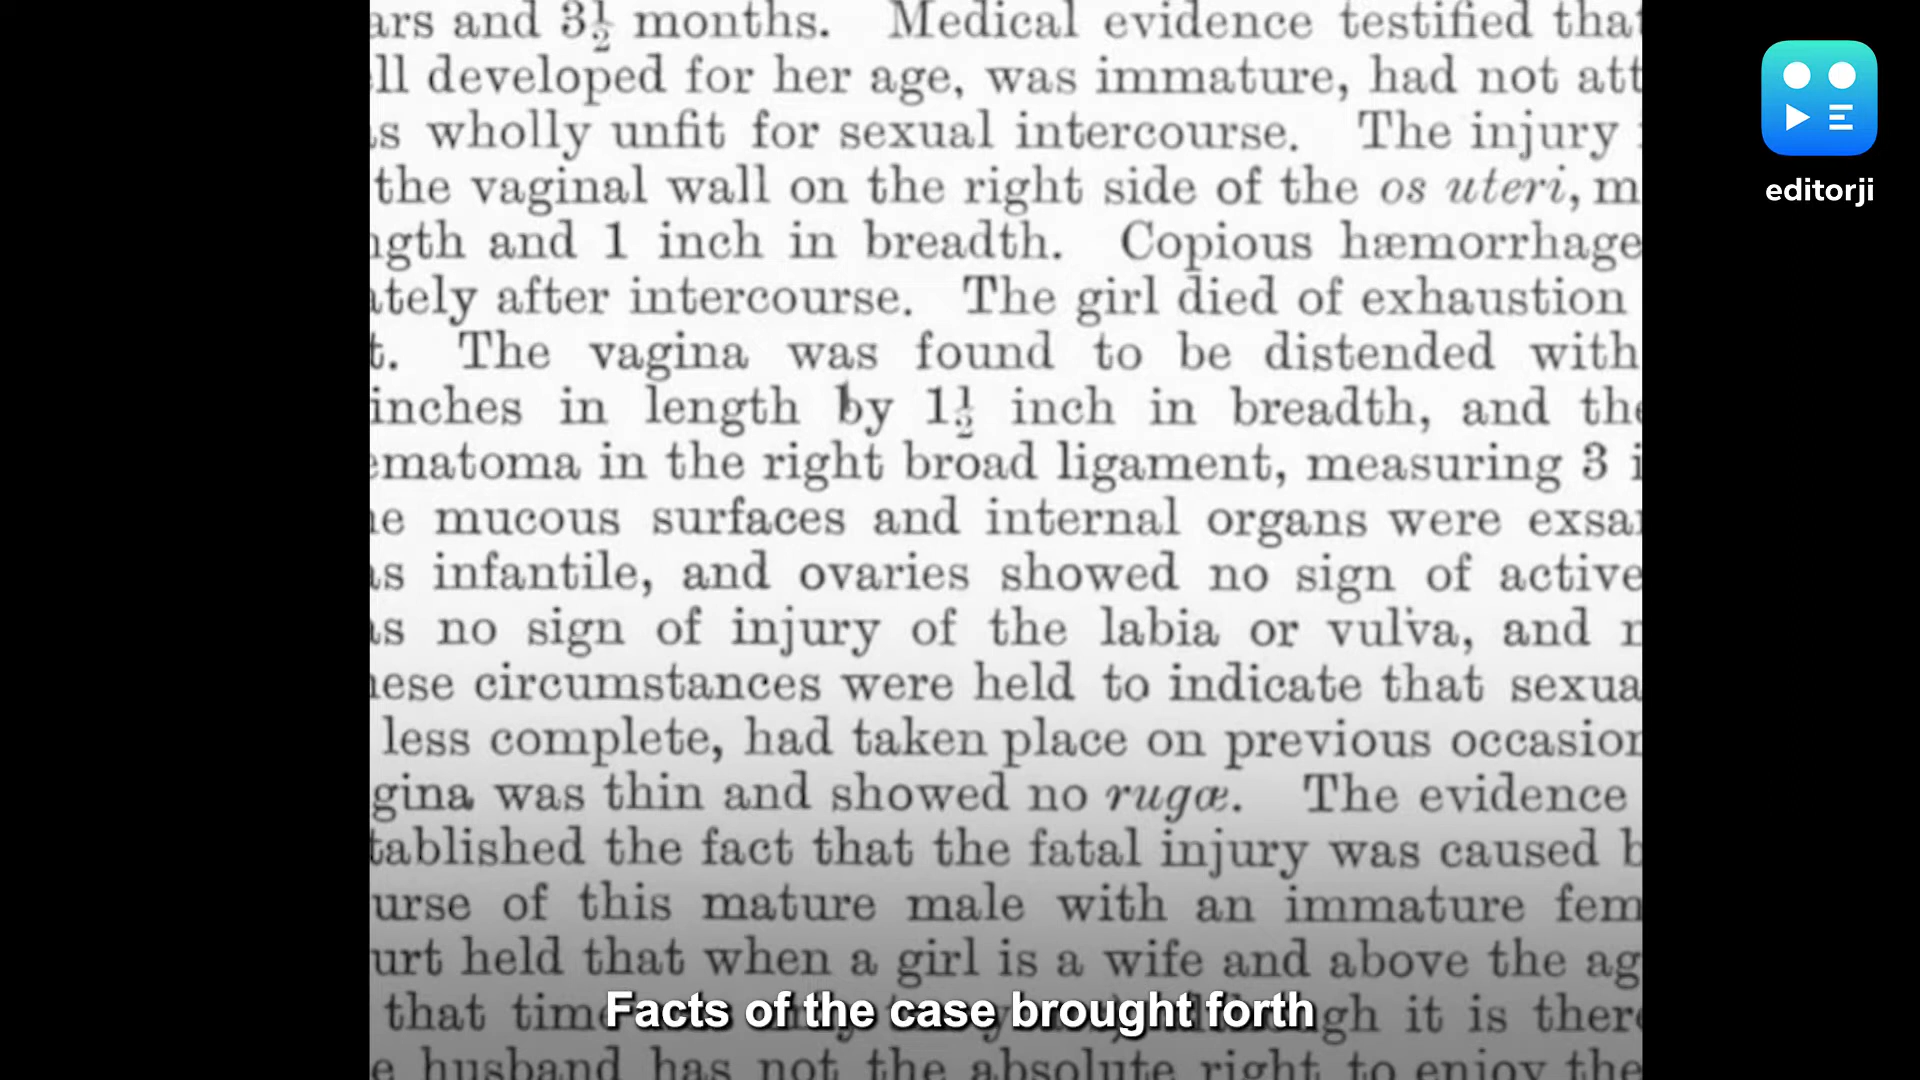 ars and 3½ months. Medical evidence testified that
ll developed for her age, was immature, had not att
s wholly unfit for sexual intercourse. The injury
the vaginal wall on the right side of the os uteri, m
ngth and 1 inch in breadth. Copious hæmorrhage
ately after intercourse. The girl died of exhaustion
t. The vagina was found to be distended with
inches in length by 1½ inch in breadth, and the
ematoma in the right broad ligament, measuring 3 i
e mucous surfaces and internal organs were exsa
as infantile, and ovaries showed no sign of active
as no sign of injury of the labia or vulva, and
hese circumstances were held to indicate that sexua
less complete, had taken place on previous occasion
gina was thin and showed no rugæ. The evidence
tablished the fact that the fatal injury was caused b
urse of this mature male with an immature fem
urt held that when a girl is a wife and above the ag
that time gh it is there
e husband has not the absolute right to enjoy the
Facts of the case brought forth
editorji